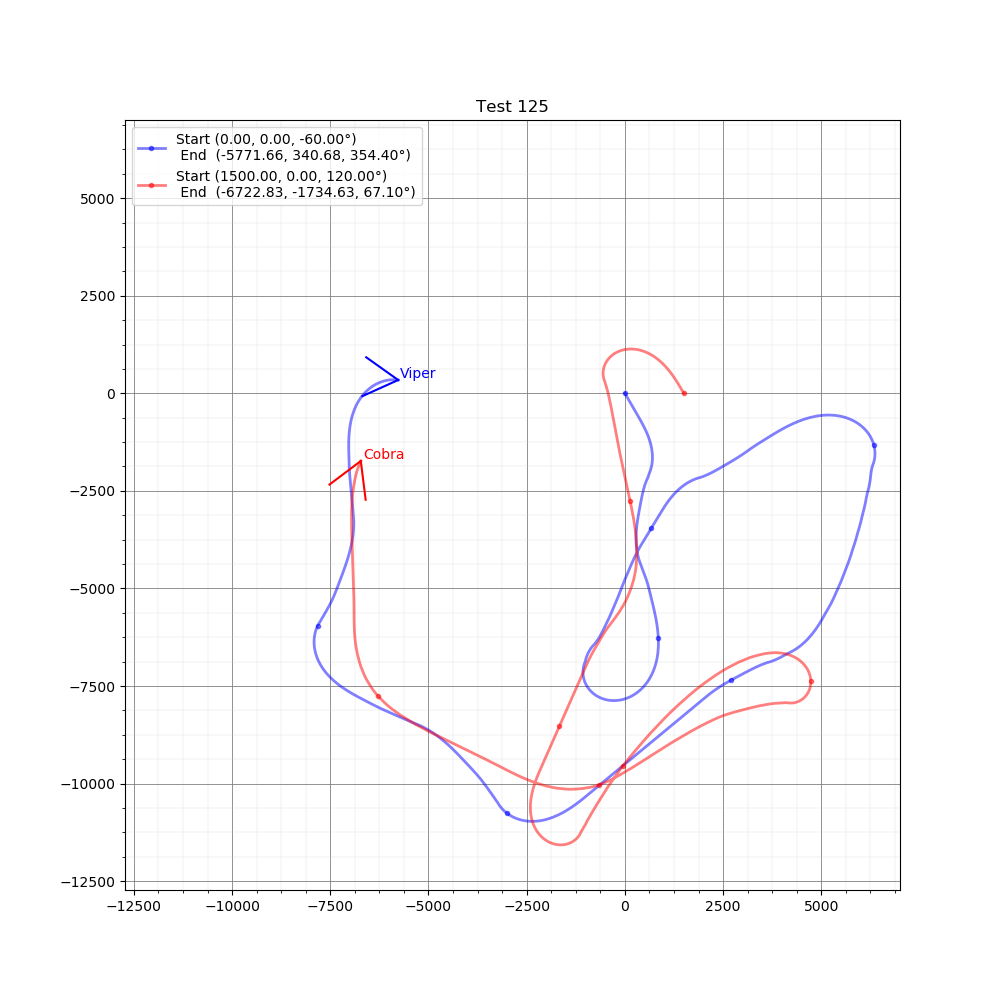 Test 125
Start (0.00, 0.00, -60.00°)
End (-5771.66, 340.68, 354.40°)
Start (1500.00, 0.00, 120.00°)
End (-6722.83, -1734.63, 67.10°)
5000
2500
0
−2500
−5000
−7500
−10000
−12500
Viper
Cobra
−12500 −10000 −7500 −5000 −2500 0 2500 5000